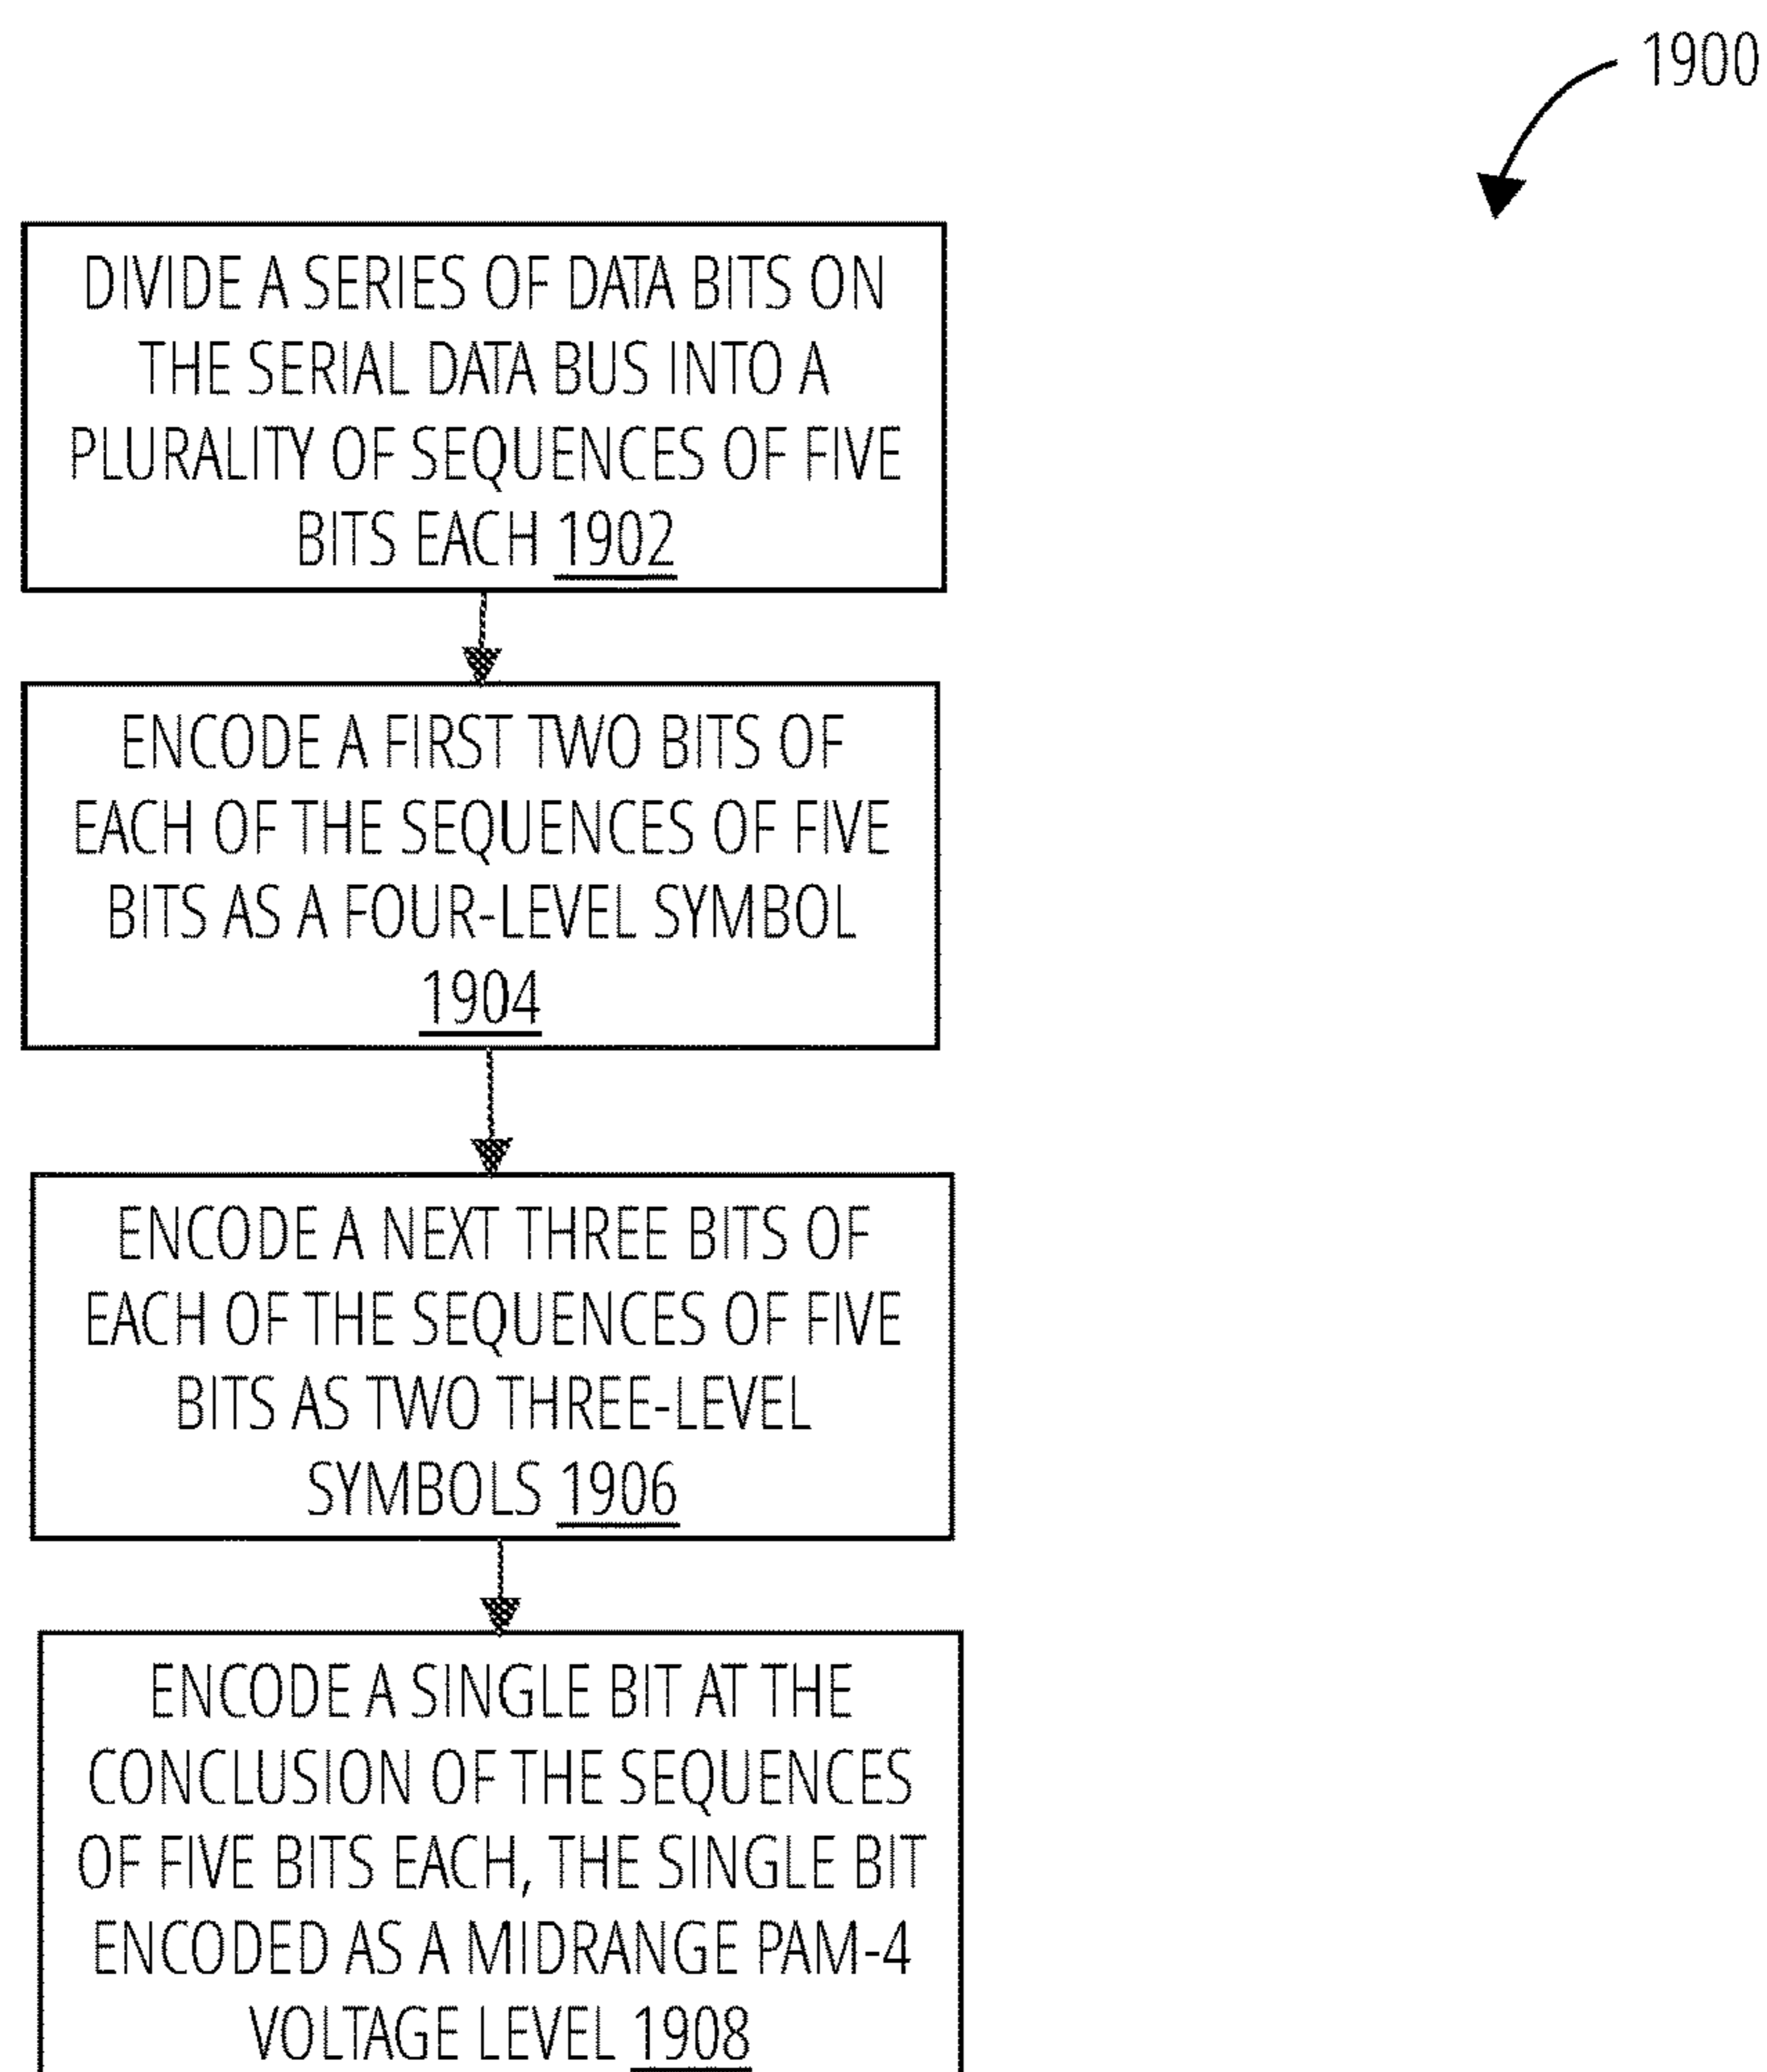 1900
DIVIDE A SERIES OF DATA BITS ON
THE SERIAL DATA BUS INTO A
PLURALITY OF SEQUENCES OF FIVE
BITS EACH 1902
ENCODE A FIRST TWO BITS OF
EACH OF THE SEQUENCES OF FIVE
BITS AS A FOUR-LEVEL SYMBOL
1904
ENCODE A NEXT THREE BITS OF
EACH OF THE SEQUENCES OF FIVE
BITS AS TWO THREE-LEVEL
SYMBOLS 1906
ENCODE A SINGLE BIT AT THE
CONCLUSION OF THE SEQUENCES
OF FIVE BITS EACH, THE SINGLE BIT
ENCODED AS A MIDRANGE PAM-4
VOLTAGE LEVEL 1908